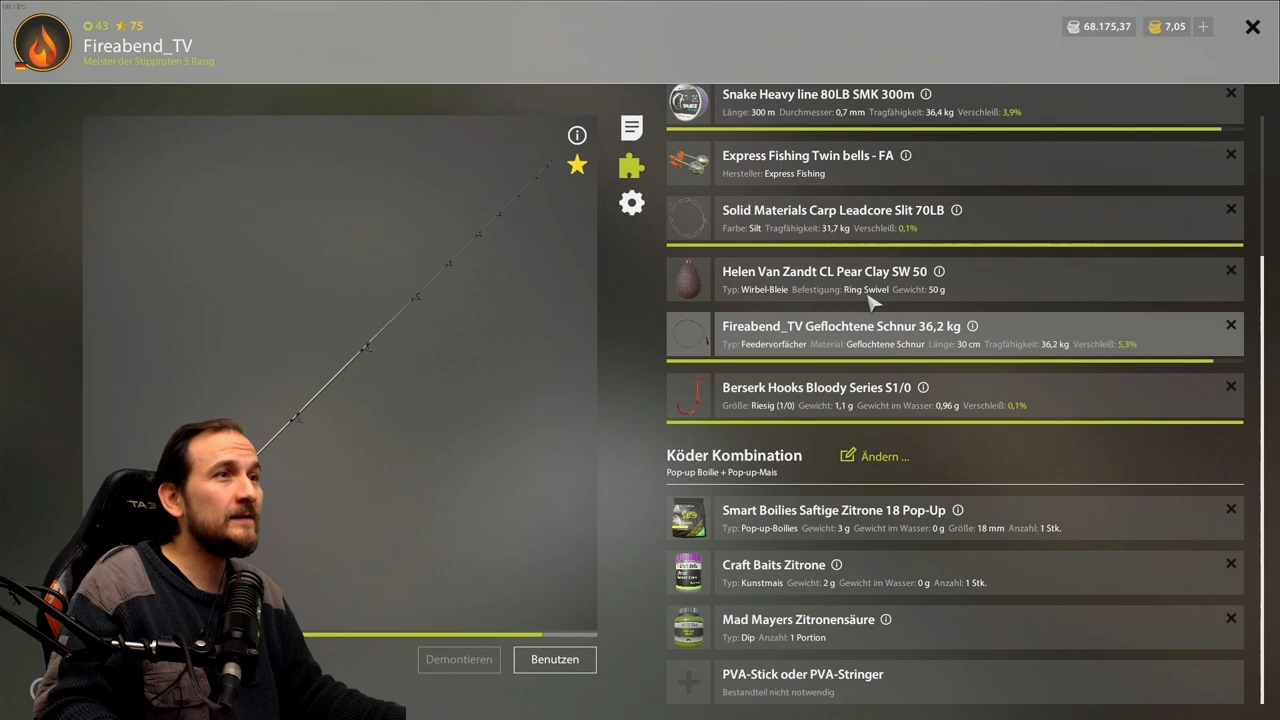 68 FPS
43 75
Fireabend_TV
Meister der Stippruten 5 Rang
68.175,37
7,05
Snake Heavy line 80LB SMK 300m
Länge: 300 m Durchmesser: 0,7 mm Tragfähigkeit: 36,4 kg Verschleiß: 3,9%
Express Fishing Twin bells - FA
Hersteller: Express Fishing
Solid Materials Carp Leadcore Slit 70LB
Farbe: Silt Tragfähigkeit: 31,7 kg Verschleiß: 0,1%
Helen Van Zandt CL Pear Clay SW 50
Typ: Wirbel-Bleie Befestigung: Ring Swivel Gewicht: 50 g
Fireabend_TV Geflochtene Schnur 36,2 kg
Typ: Feedervorfächer Material: Geflochtene Schnur Länge: 30 cm Tragfähigkeit: 36,2 kg Verschleiß: 5,3%
Berserk Hooks Bloody Series S1/0
Größe: Riesig (1/0) Gewicht: 1,1 g Gewicht im Wasser: 0,96 g Verschleiß: 0,1%
Köder Kombination
Ändern ...
Pop-up Boilie + Pop-up-Mais
Smart Boilies Saftige Zitrone 18 Pop-Up
Typ: Pop-up-Boilies Gewicht: 3 g Gewicht im Wasser: 0 g Größe: 18 mm Anzahl: 1 Stk.
Craft Baits Zitrone
Typ: Kunstmais Gewicht: 2 g Gewicht im Wasser: 0 g Anzahl: 1 Stk.
Mad Mayers Zitronensäure
Typ: Dip Anzahl: 1 Portion
PVA-Stick oder PVA-Stringer
Bestandteil nicht notwendig
Demontieren
Benutzen